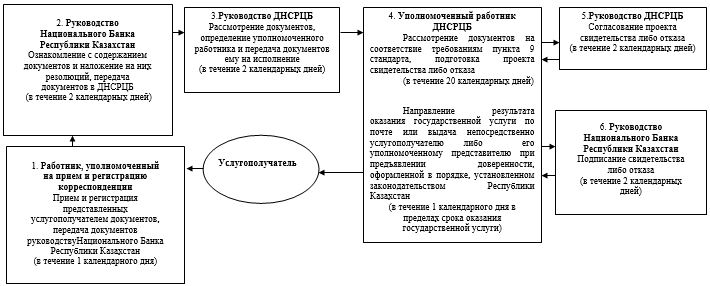 2. Руководство
Национального Банка
Республики Казахстан
Ознакомление с содержанием
документов и наложение на них
резолюций, передача
документов в ДНСРЦБ
(в течение 2 календарных дней)
3.Руководство ДНСРЦБ
Рассмотрение документов,
определение уполномоченного
работника и передача документов
ему на исполнение
(в течение 2 календарных дней)
4. Уполномоченный работник
ДНСРЦБ
Рассмотрение документов на
соответствие требованиям пункта 9
стандарта, подготовка проекта
свидетельства либо отказа
(в течение 20 календарных дней)
Направление результата
оказания государственной услуги по
почте или выдача непосредственно
услугополучателю либо его
уполномоченному представителю при
предъявлении доверенности,
оформленной в порядке, установленном
законодательством Республики
Казахстан
(в течение 1 календарного дня в
пределах срока оказания
государственной услуги)
5.Руководство ДНСРЦБ
Согласование проекта
свидетельства либо отказа
(в течение 2 календарных дней)
6. Руководство
Национального Банка
Республики Казахстан
Подписание свидетельства
либо отказа
(в течение 2 календарных
дней)
Услугополучатель
1. Работник, уполномоченный
на прием и регистрацию
корреспонденции
Прием и регистрация
представленных
услугополучателем документов,
передача документов
руководствуНационального Банка
Республики Казахстан
(в течение 1 календарного дня)